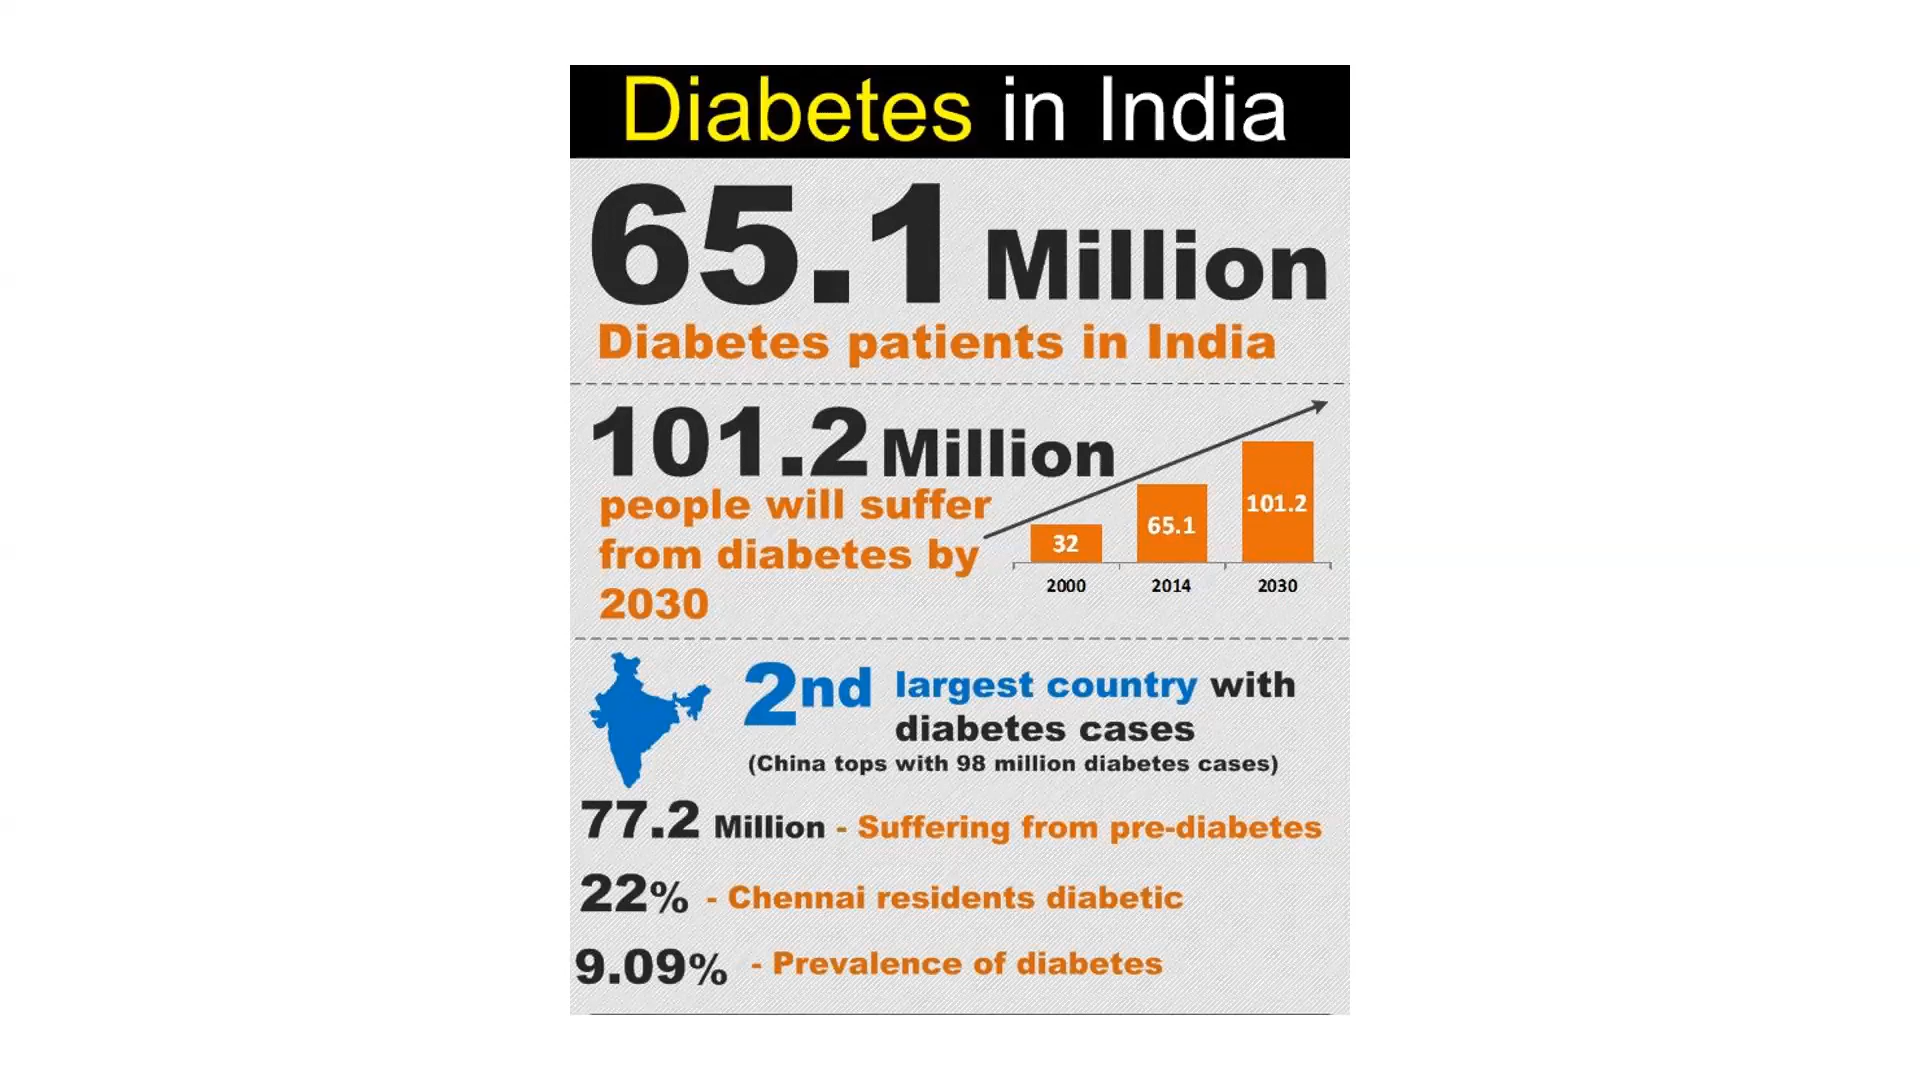 Diabetes in India
65.1 Million
Diabetes patients in India
101.2 Million
people will suffer
from diabetes by
2030
32
65.1
101.2
2000
2014
2030
2nd largest country with
diabetes cases
(China tops with 98 million diabetes cases)
77.2 Million - Suffering from pre-diabetes
22% - Chennai residents diabetic
9.09% - Prevalence of diabetes